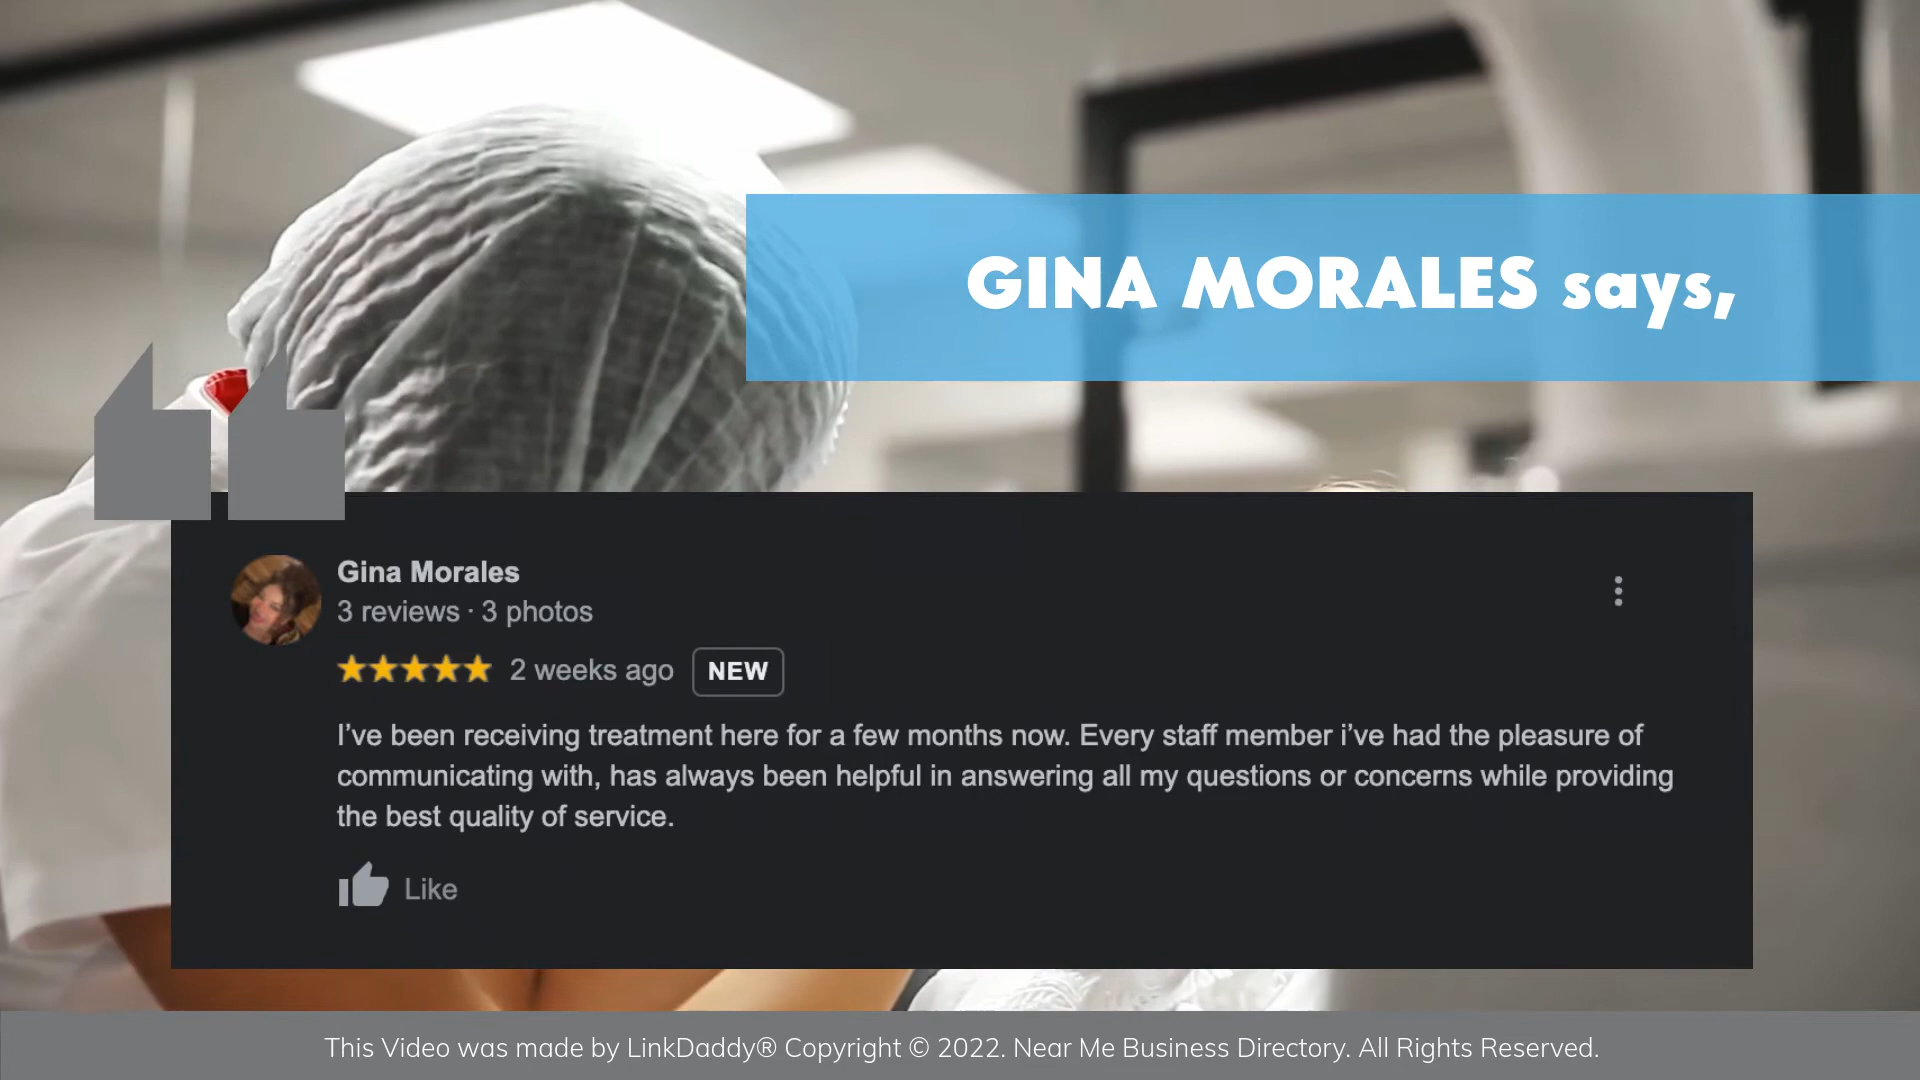 GINA MORALES says,
Gina Morales
3 reviews · 3 photos
2 weeks ago NEW
I’ve been receiving treatment here for a few months now. Every staff member i’ve had the pleasure of
communicating with, has always been helpful in answering all my questions or concerns while providing
the best quality of service.
Like
This Video was made by LinkDaddy® Copyright © 2022. Near Me Business Directory. All Rights Reserved.